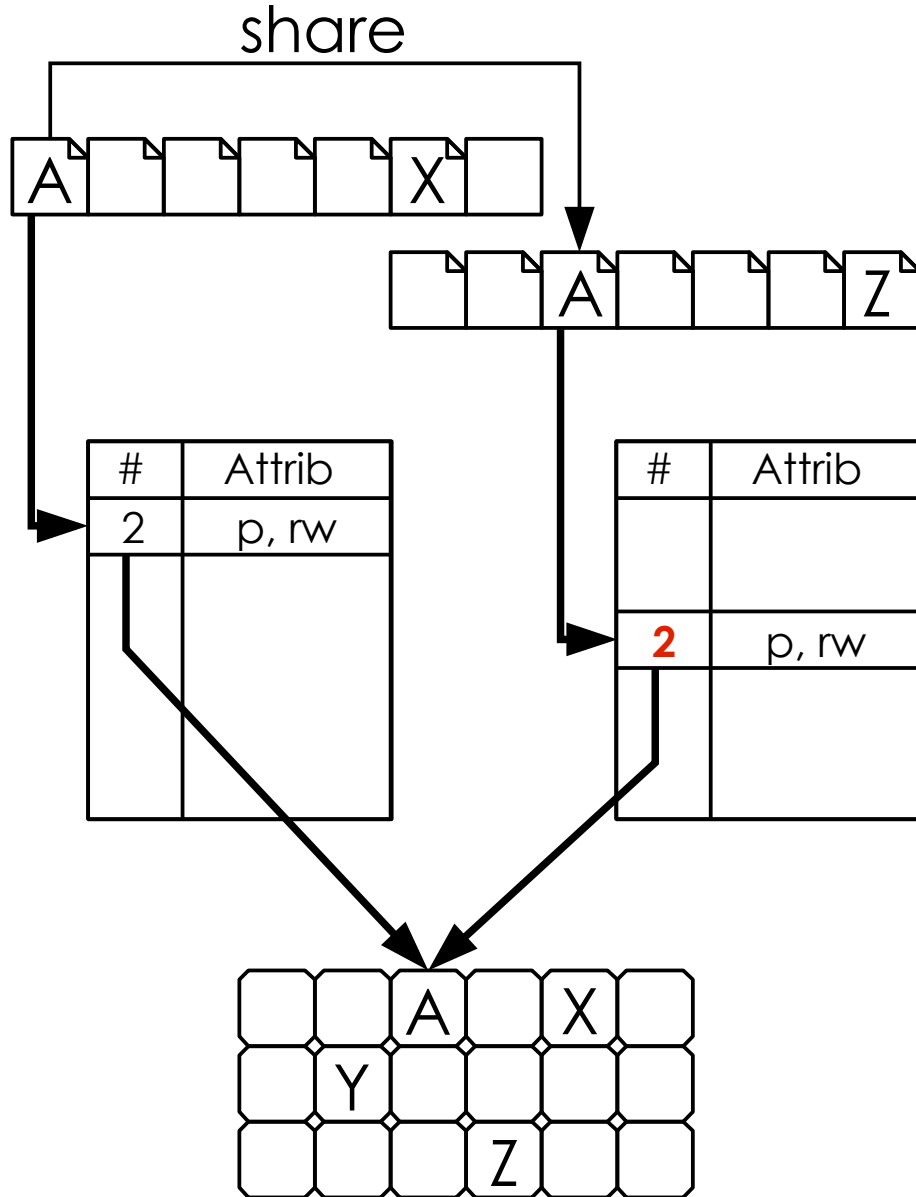 share
A X
A Z
# Attrib
2 p, rw
# Attrib
2 p, rw
A X
Y
Z